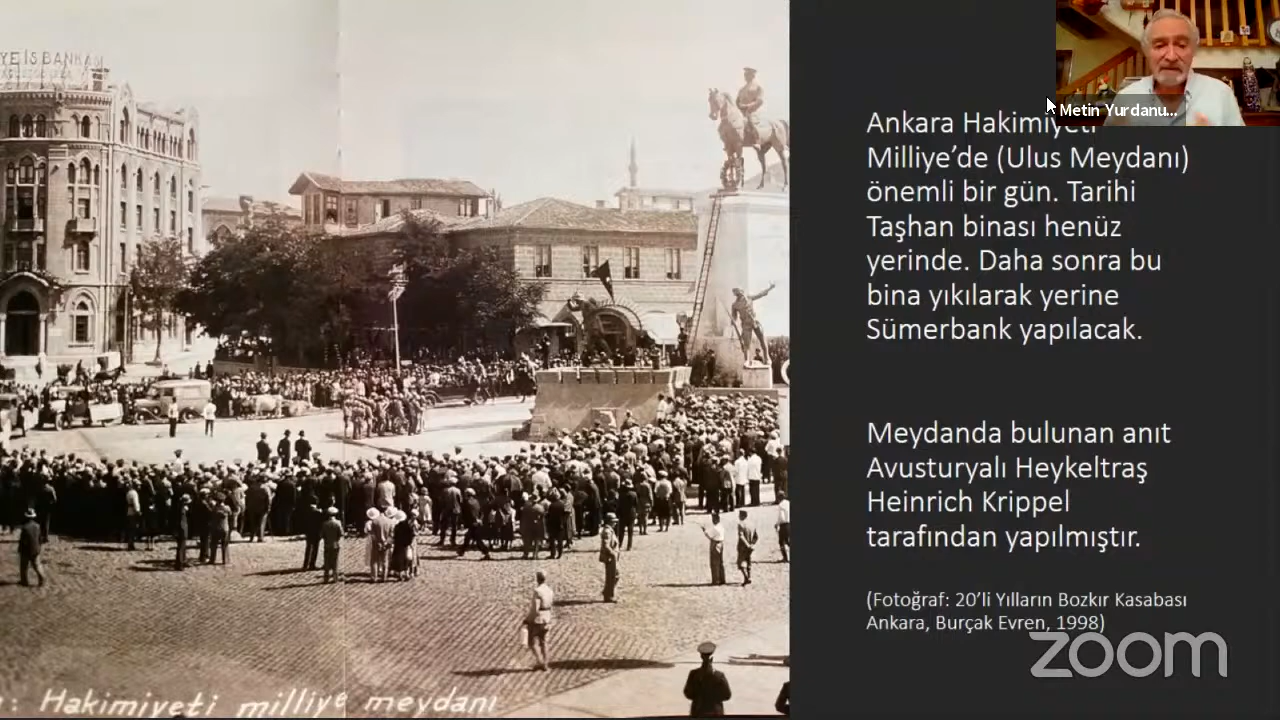 YE İŞ BANKASI
Metin Yurdanu...
Ankara Hakimiyeti
Milliye’de (Ulus Meydanı)
önemli bir gün. Tarihi
Taşhan binası henüz
yerinde. Daha sonra bu
bina yıkılarak yerine
Sümerbank yapılacak.
Meydanda bulunan anıt
Avusturyalı Heykeltraş
Heinrich Krippel
tarafından yapılmıştır.
(Fotoğraf: 20’li Yılların Bozkır Kasabası
Ankara, Burçak Evren, 1998)
zoom
: Hakimiyeti milliye meydanı